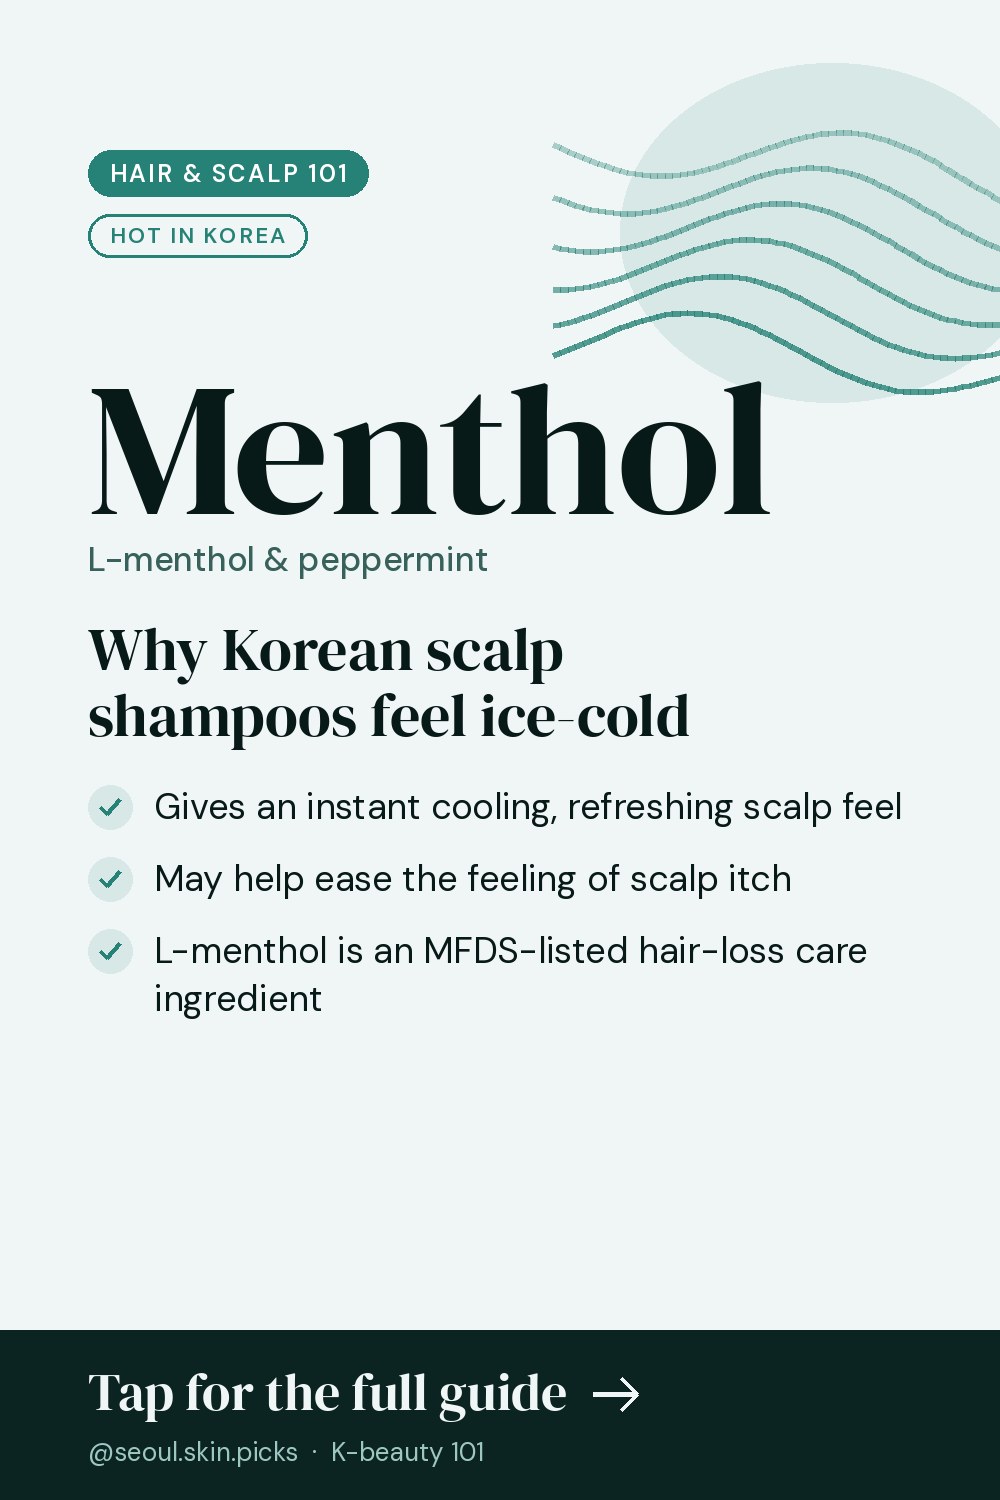 HAIR & SCALP 101
HOT IN KOREA
Menthol
L-menthol & peppermint
Why Korean scalp
shampoos feel ice-cold
Gives an instant cooling, refreshing scalp feel
May help ease the feeling of scalp itch
L-menthol is an MFDS-listed hair-loss care
ingredient
Tap for the full guide →
@seoul.skin.picks · K-beauty 101